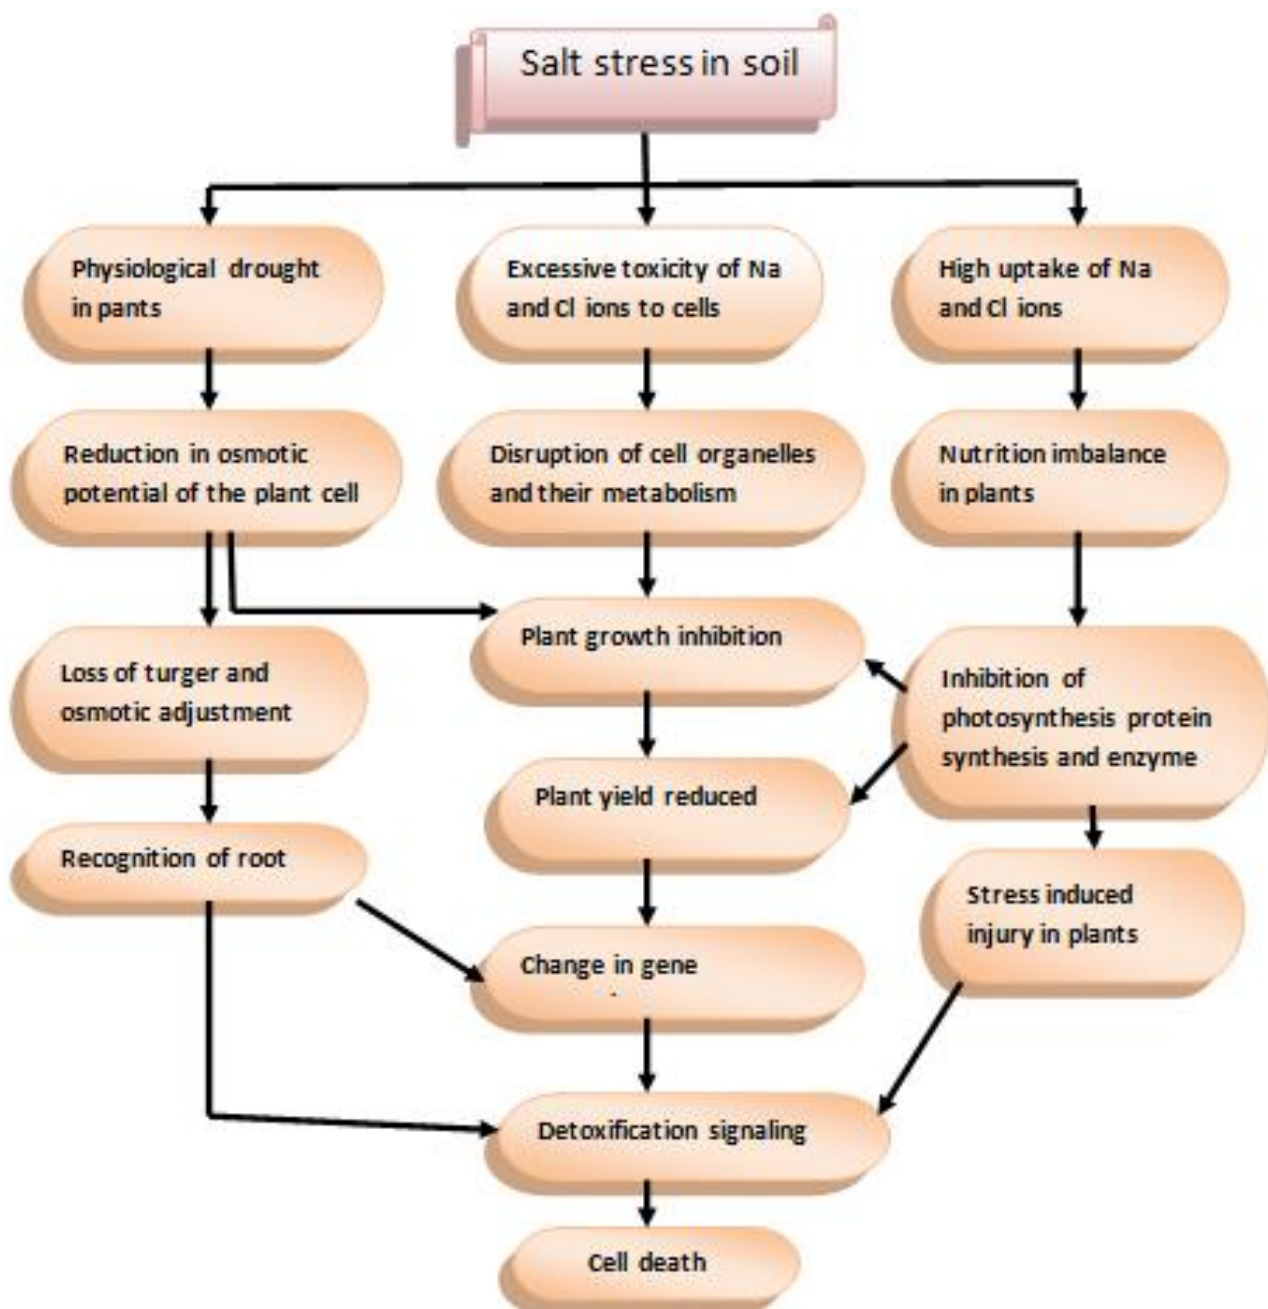 Salt stress in soil
Physiological drought
in pants
Excessive toxicity of Na
and Cl ions to cells
High uptake of Na
and Cl ions
Reduction in osmotic
potential of the plant cell
Disruption of cell organelles
and their metabolism
Nutrition imbalance
in plants
Plant growth inhibition
Loss of turger and
osmotic adjustment
Inhibition of
photosynthesis protein
synthesis and enzyme
Plant yield reduced
Recognition of root
Stress induced
injury in plants
Change in gene
Detoxification signaling
Cell death